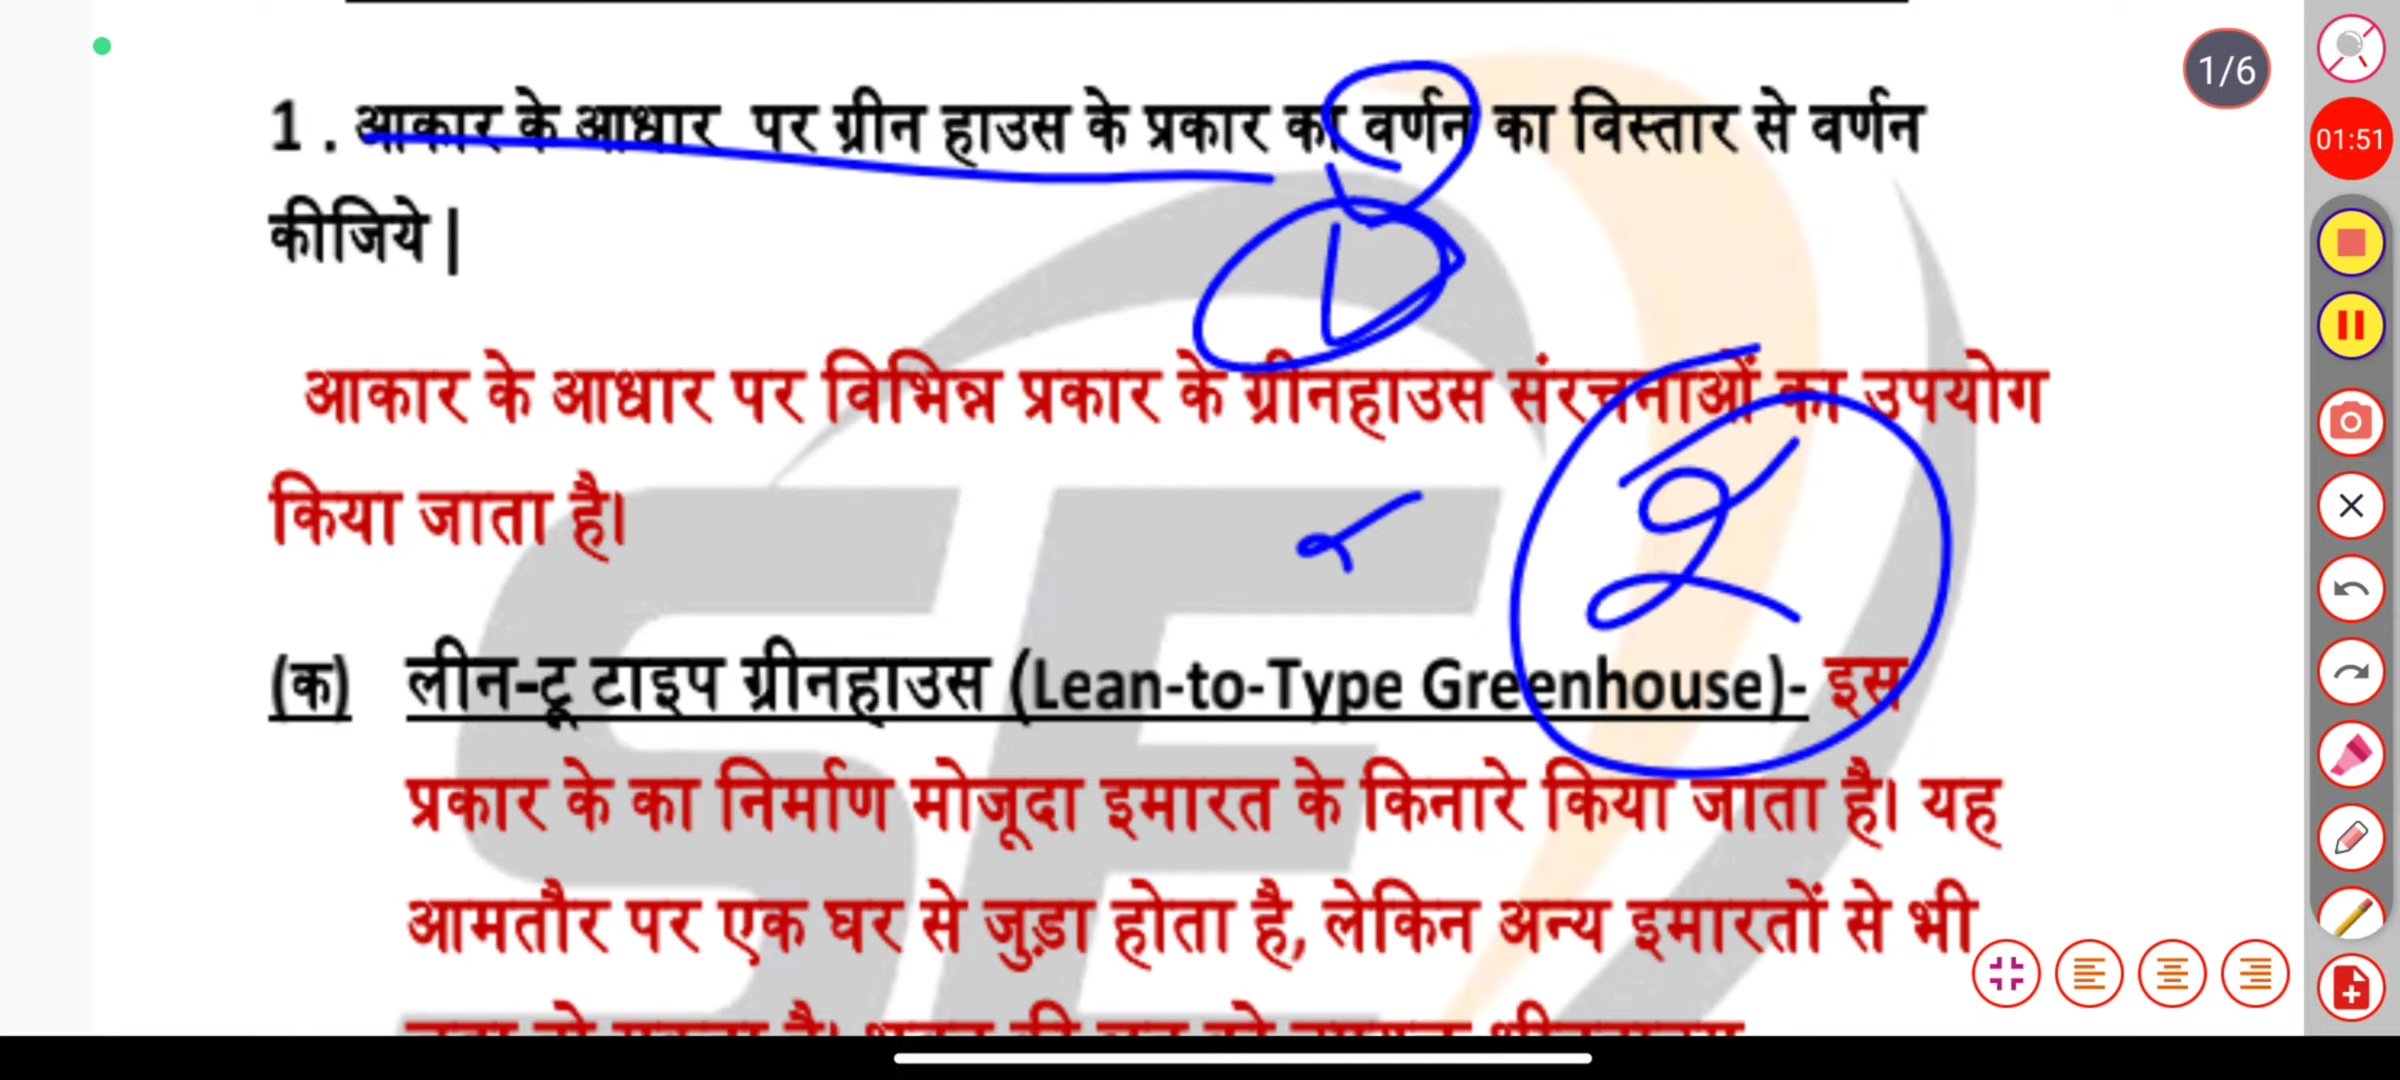 1/6
01:51
1 . आकार के आधार पर ग्रीन हाउस के प्रकार का वर्णन का विस्तार से वर्णन
कीजिये |
1
आकार के आधार पर विभिन्न प्रकार के ग्रीनहाउस संरचनाओं का उपयोग
किया जाता है।
2
(क) लीन-टू टाइप ग्रीनहाउस (Lean-to-Type Greenhouse)- इस
प्रकार के का निर्माण मोजूदा इमारत के किनारे किया जाता है। यह
आमतौर पर एक घर से जुड़ा होता है, लेकिन अन्य इमारतों से भी